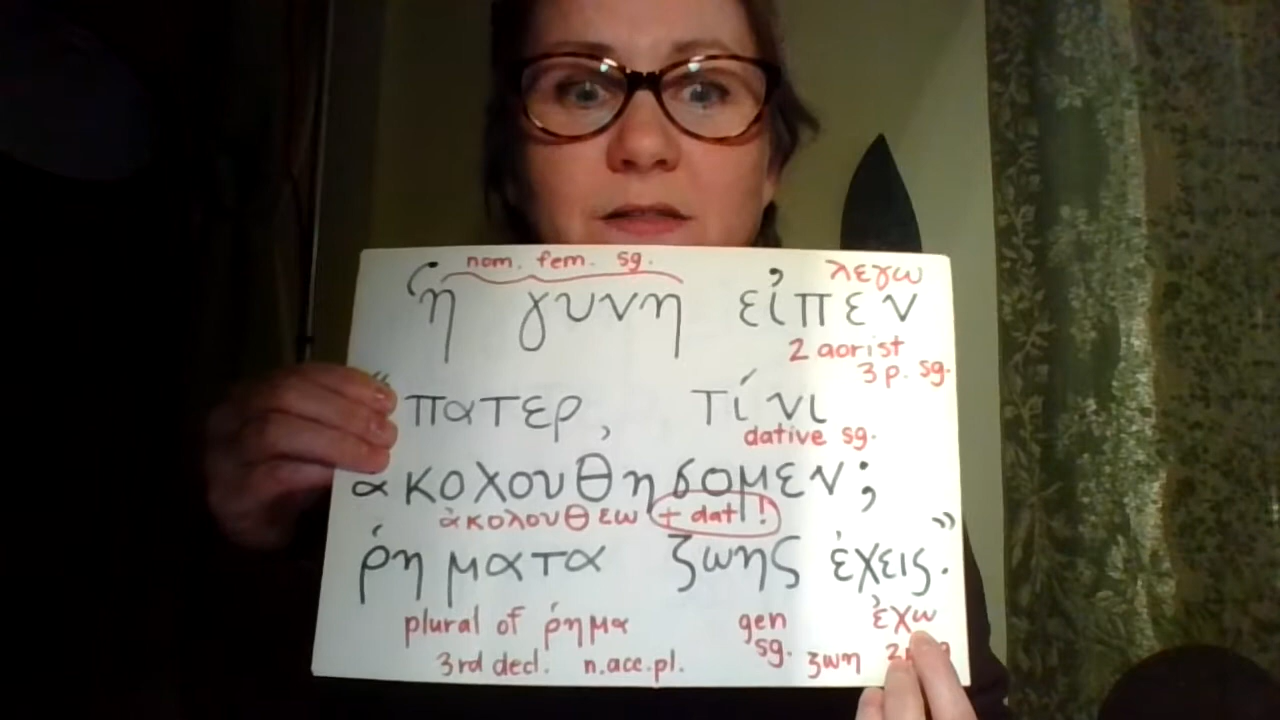 nom. fem. sg. λεγω
ἡ γυνη εἰπεν
2 aorist
3 p. sg.
“πατερ, τίνι
dative sg.
ακοχουθησομεν;
ἀκολουθεω + dat!
ῥηματα ζωης ἐχεις.”
plural of ῥημα gen ἐχω
3rd decl. n.acc.pl. sg. ζωη